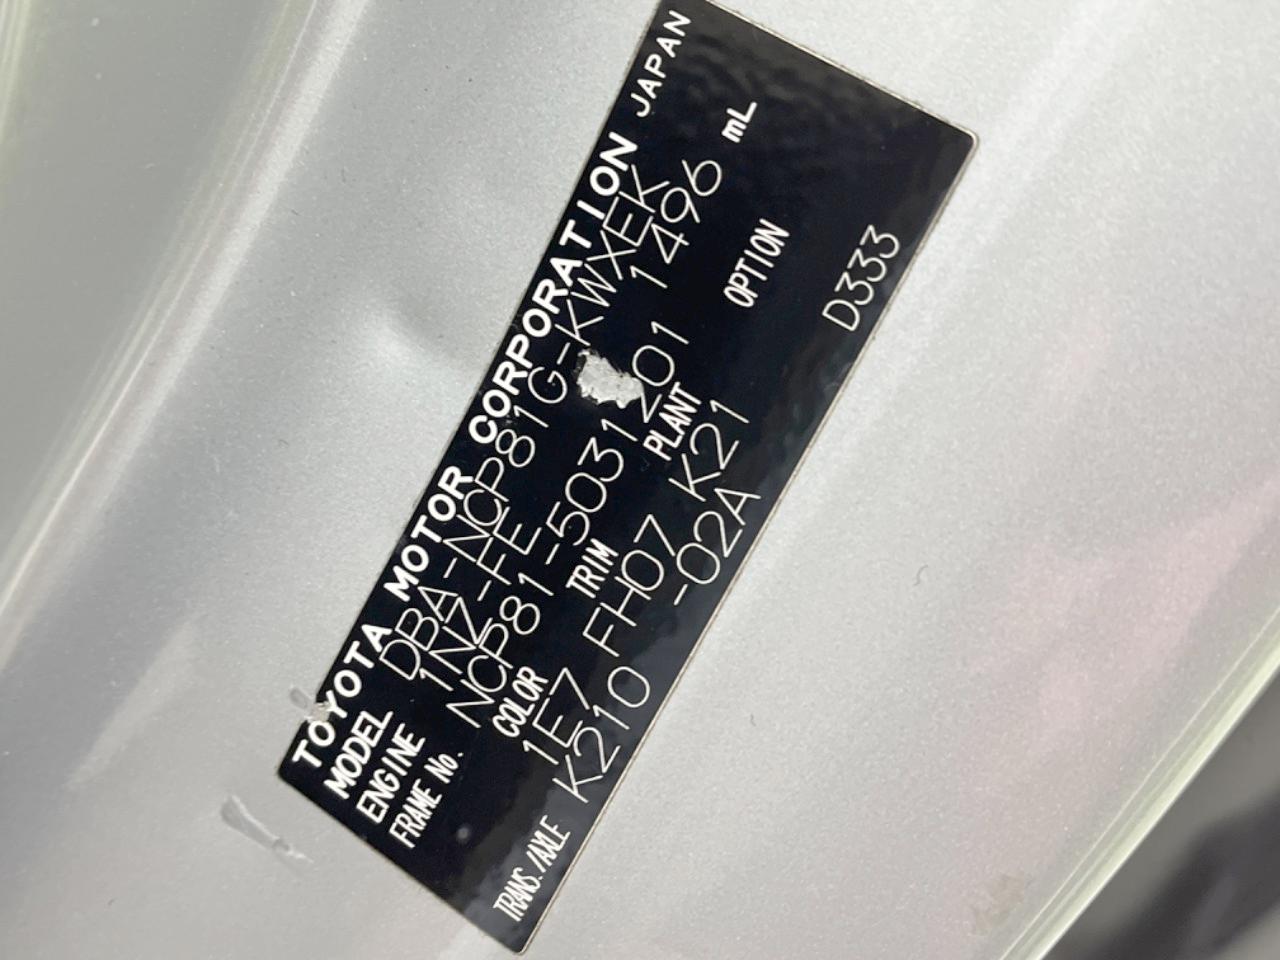 TOYOTA MOTOR CORPORATION JAPAN
MODEL DBA-NCP81G-KWXEK
ENGINE 1NZ-FE 1496 mL
FRAME No. NCP81-5031201
COLOR TRIM PLANT OPTION
1E7 FH07 K21 D333
TRANS./AXLE K210 -02A